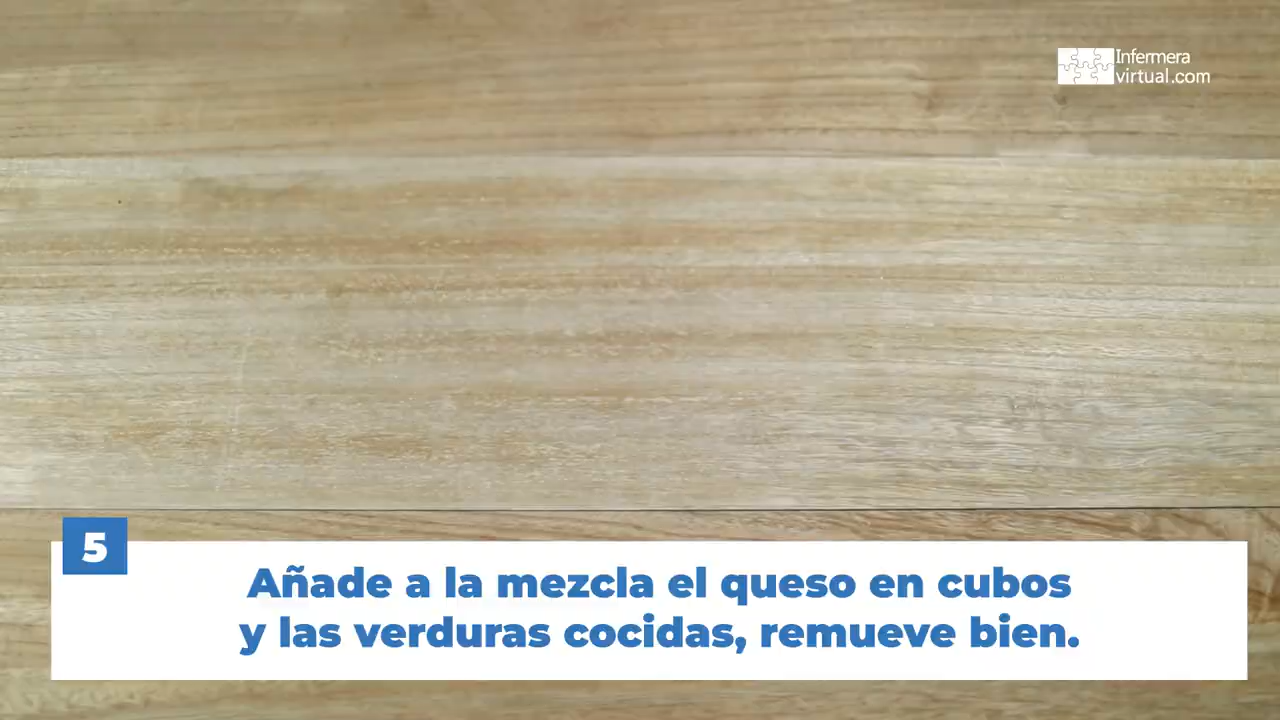 Infermera
virtual.com
5
Añade a la mezcla el queso en cubos
y las verduras cocidas, remueve bien.